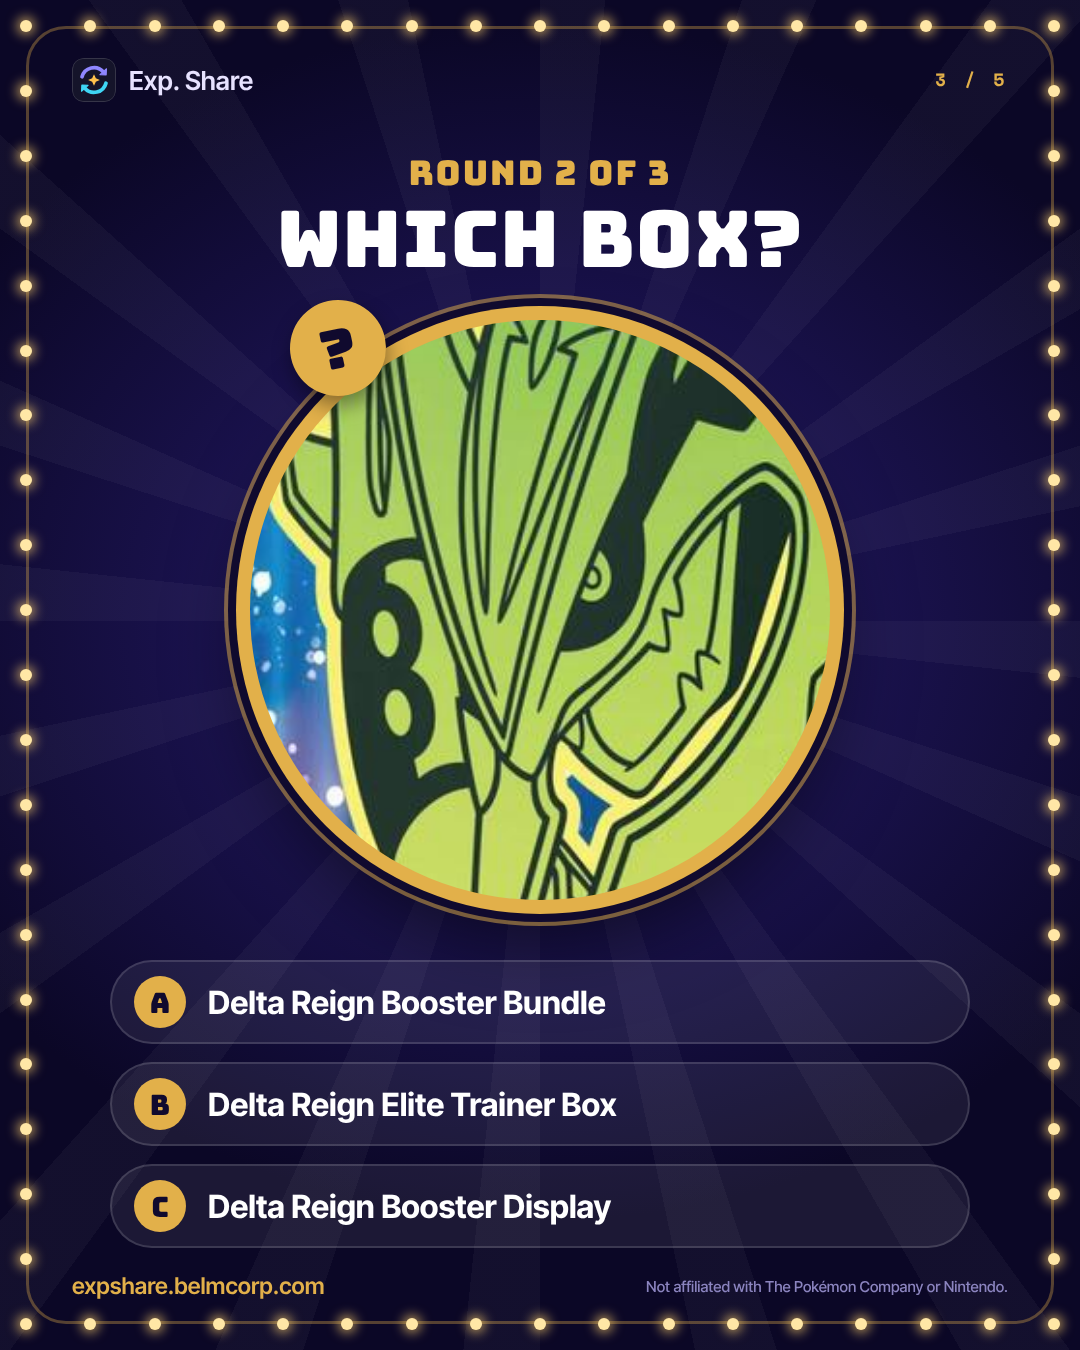 Exp. Share
3 / 5
ROUND 2 OF 3
WHICH BOX?
?
A Delta Reign Booster Bundle
B Delta Reign Elite Trainer Box
C Delta Reign Booster Display
expshare.belmcorp.com
Not affiliated with The Pokémon Company or Nintendo.